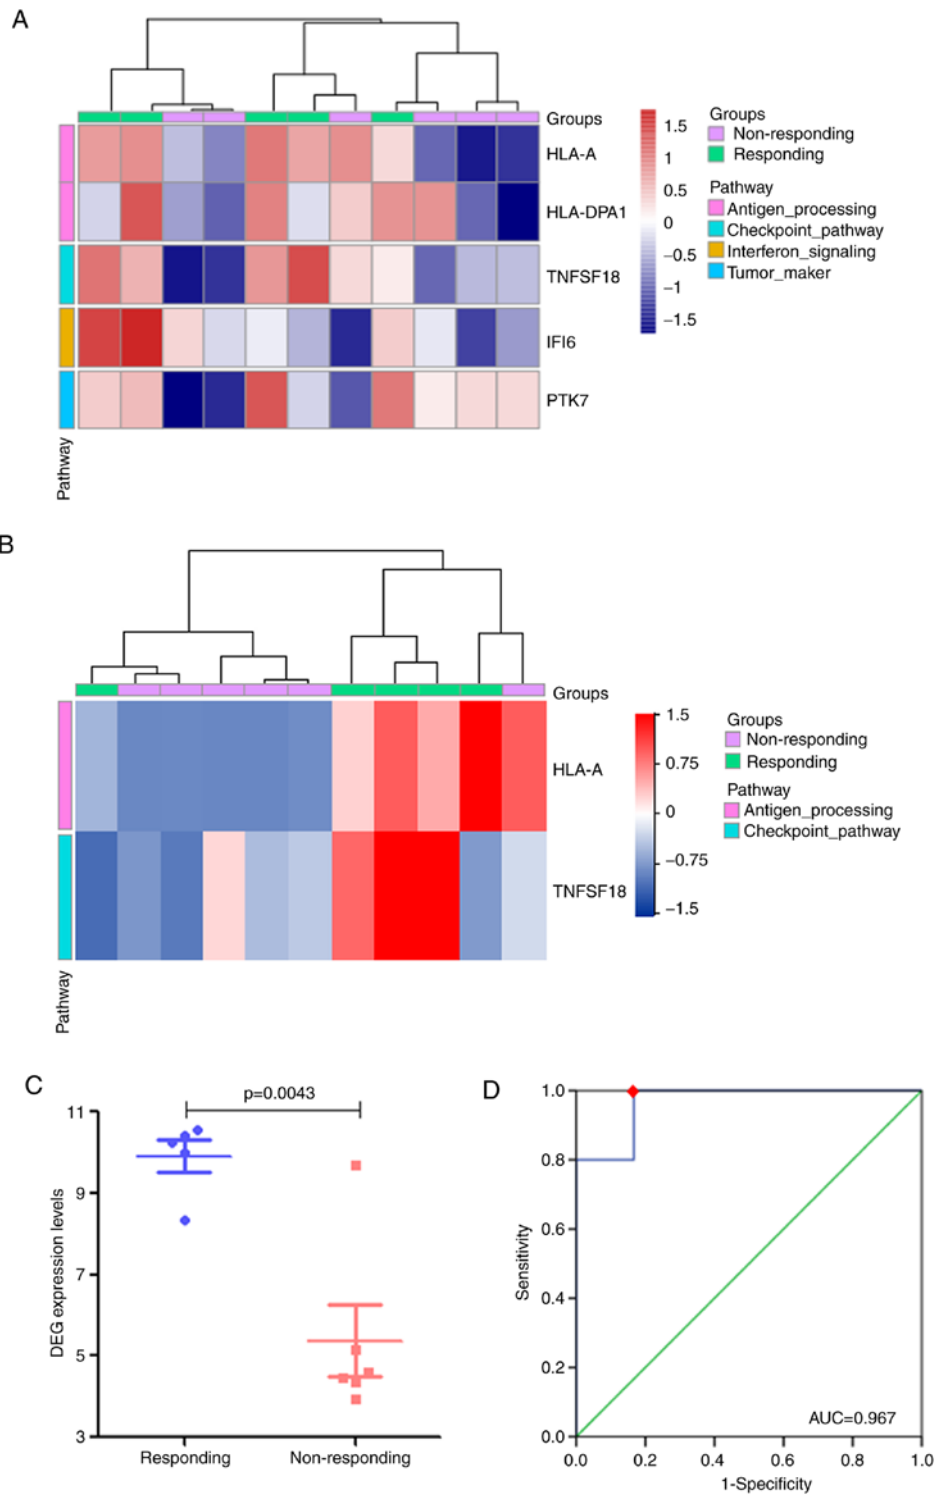 A
Groups
HLA-A
HLA-DPA1
TNFSF18
IFI6
PTK7
Pathway
1.5
1
0.5
0
−0.5
−1
−1.5
Groups
Non-responding
Responding
Pathway
Antigen_processing
Checkpoint_pathway
Interferon_signaling
Tumor_maker
B
Groups
HLA-A
TNFSF18
Pathway
1.5
0.75
0
−0.75
−1.5
Groups
Non-responding
Responding
Pathway
Antigen_processing
Checkpoint_pathway
C
p=0.0043
DEG expression levels
11
9
7
5
3
Responding
Non-responding
D
Sensitivity
1.0
0.8
0.6
0.4
0.2
0.0
AUC=0.967
0.0 0.2 0.4 0.6 0.8 1.0
1-Specificity